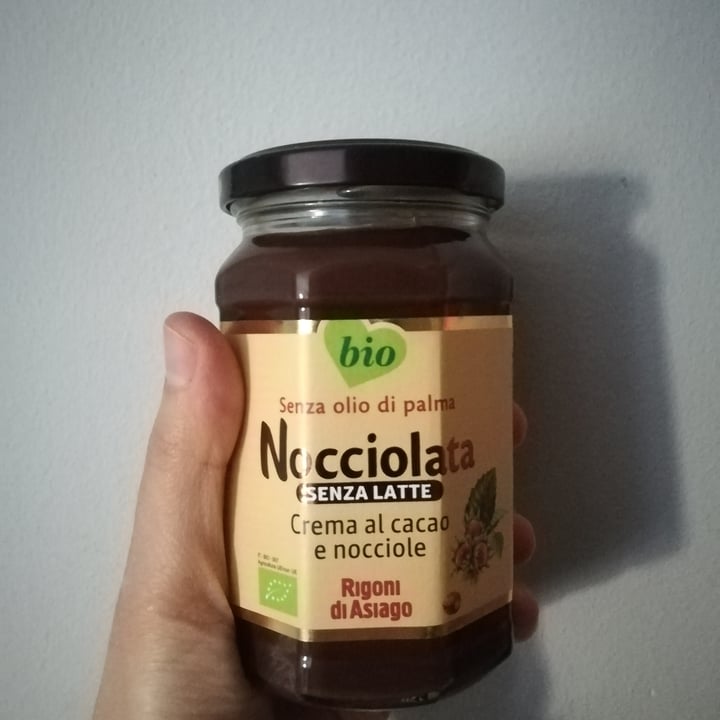 bio
Senza olio di palma
Nocciolata
SENZA LATTE
Crema al cacao
e nocciole
Rigoni
di Asiago